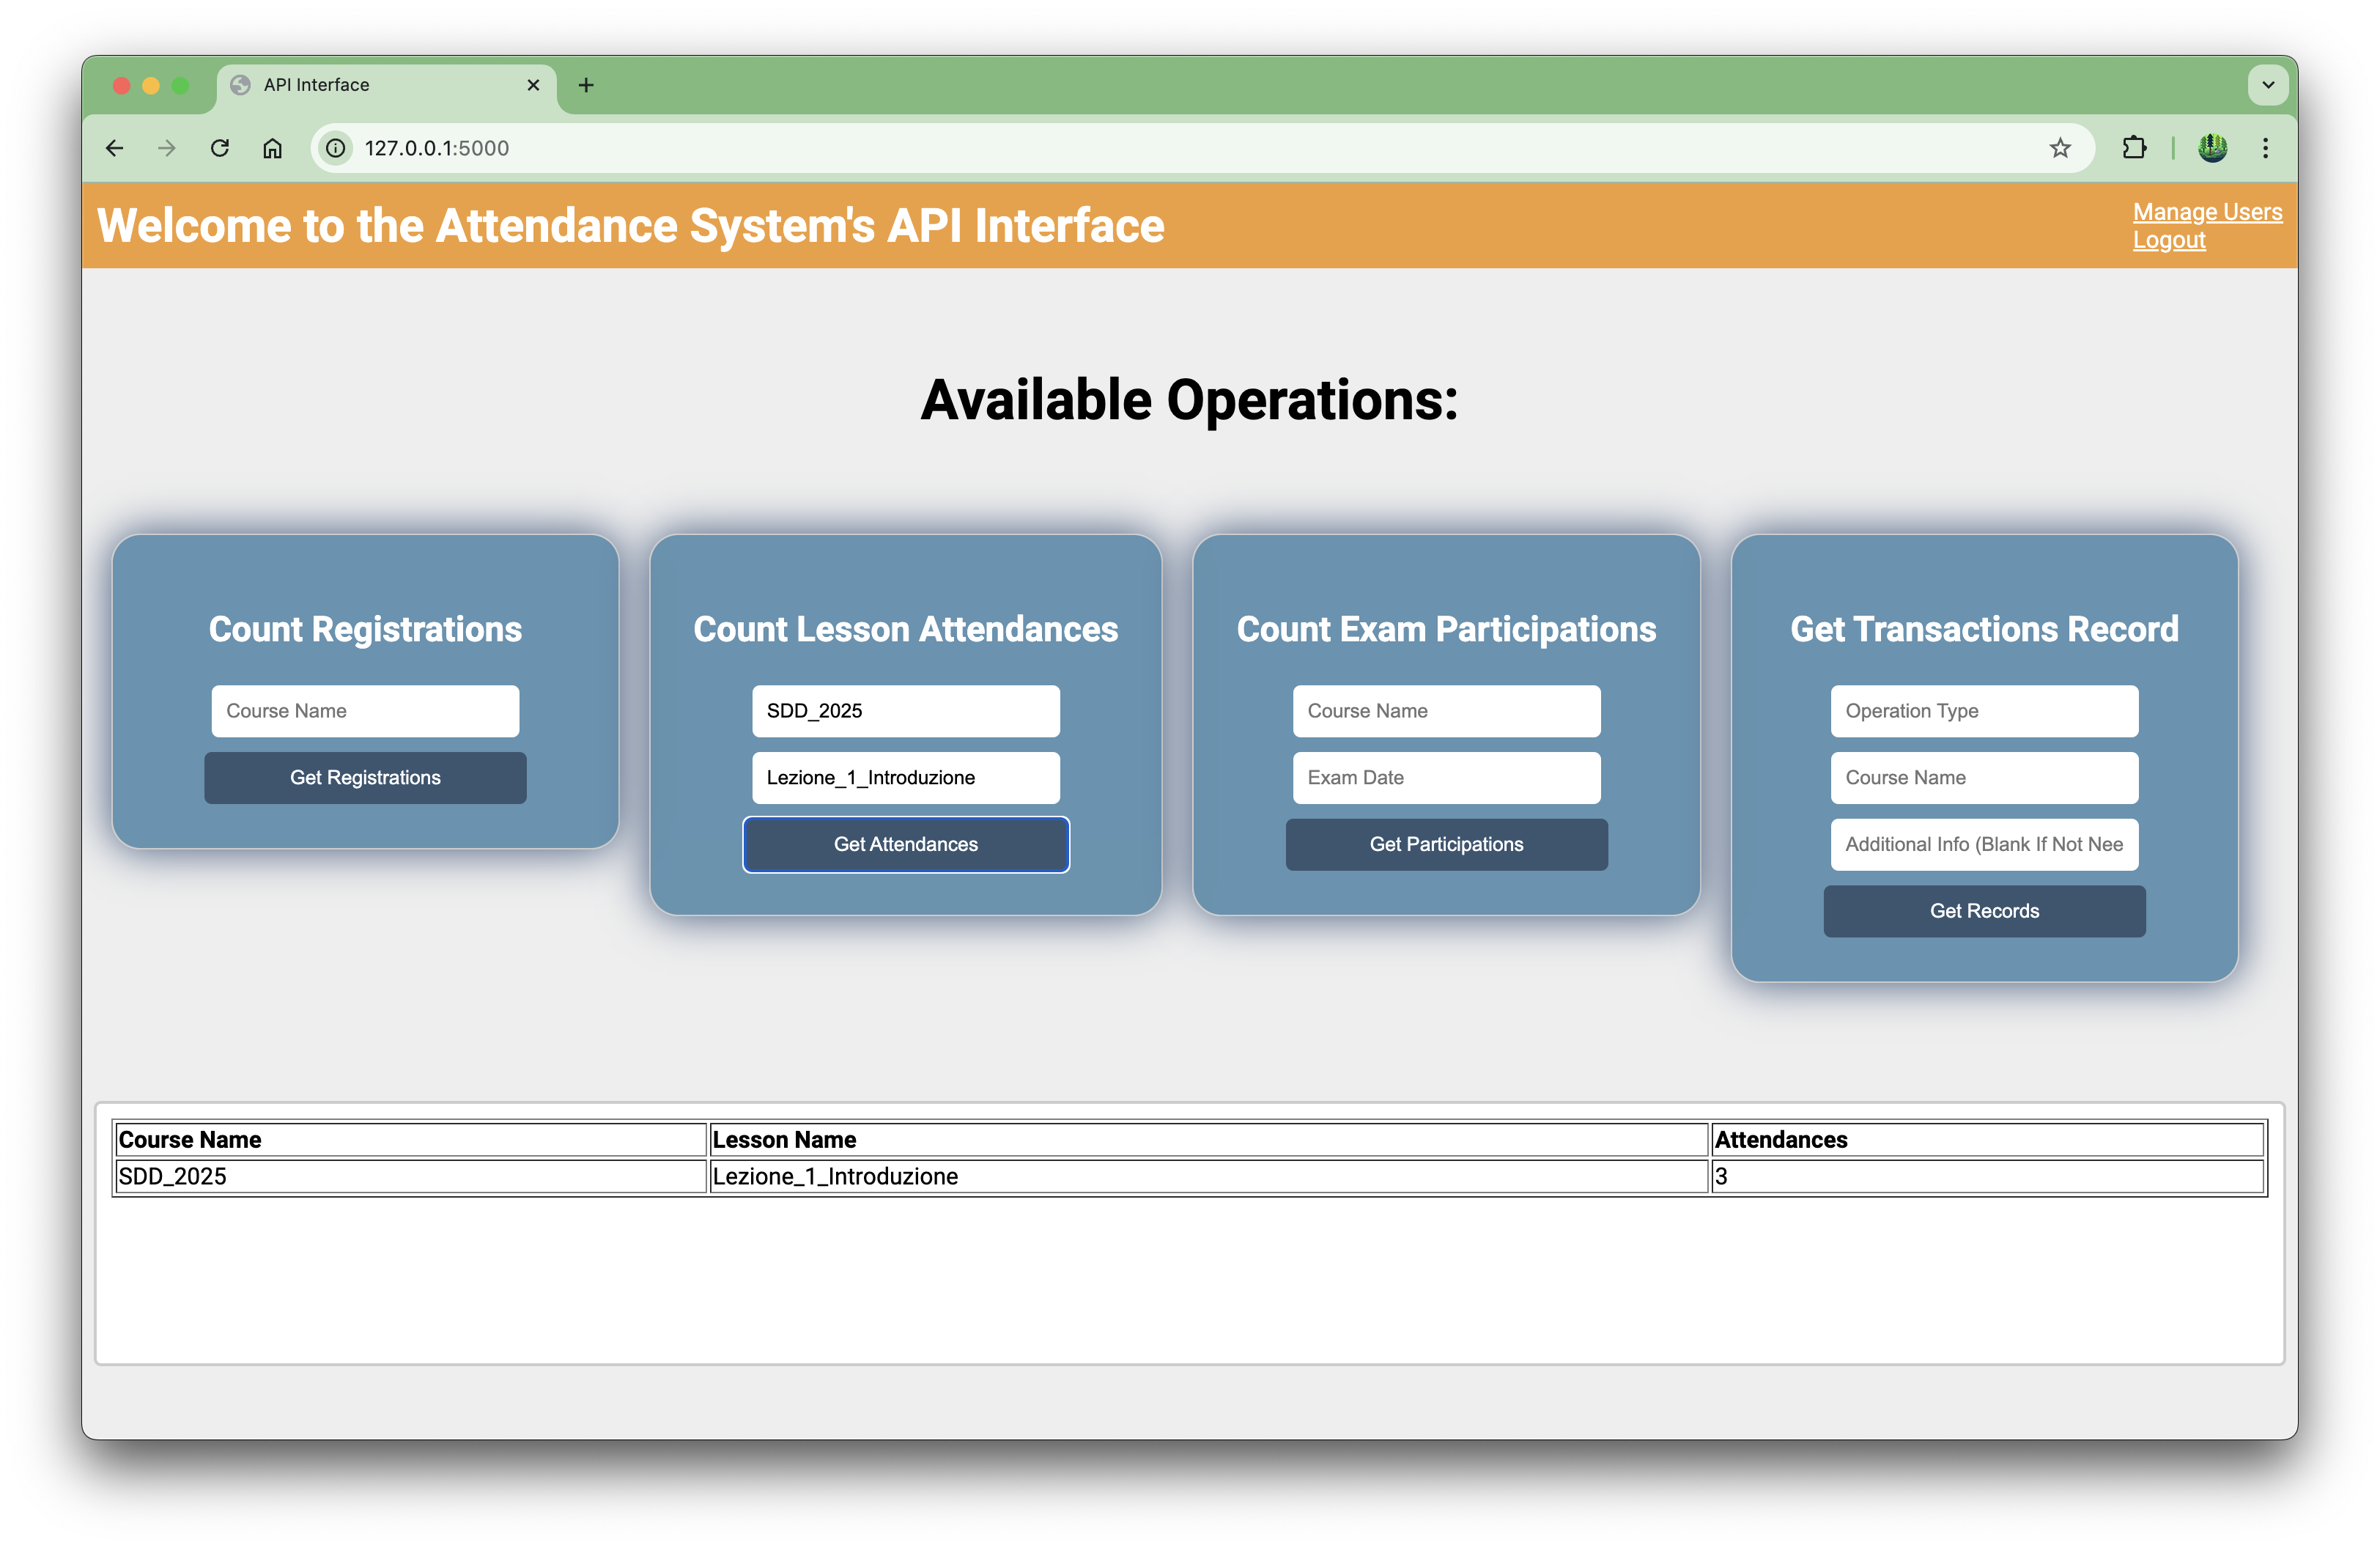 API Interface
127.0.0.1:5000
Welcome to the Attendance System's API Interface
Manage Users
Logout
Available Operations:
Count Registrations
Course Name
Get Registrations
Count Lesson Attendances
SDD_2025
Lezione_1_Introduzione
Get Attendances
Count Exam Participations
Course Name
Exam Date
Get Participations
Get Transactions Record
Operation Type
Course Name
Additional Info (Blank If Not Nee
Get Records
Course Name Lesson Name Attendances
SDD_2025 Lezione_1_Introduzione 3